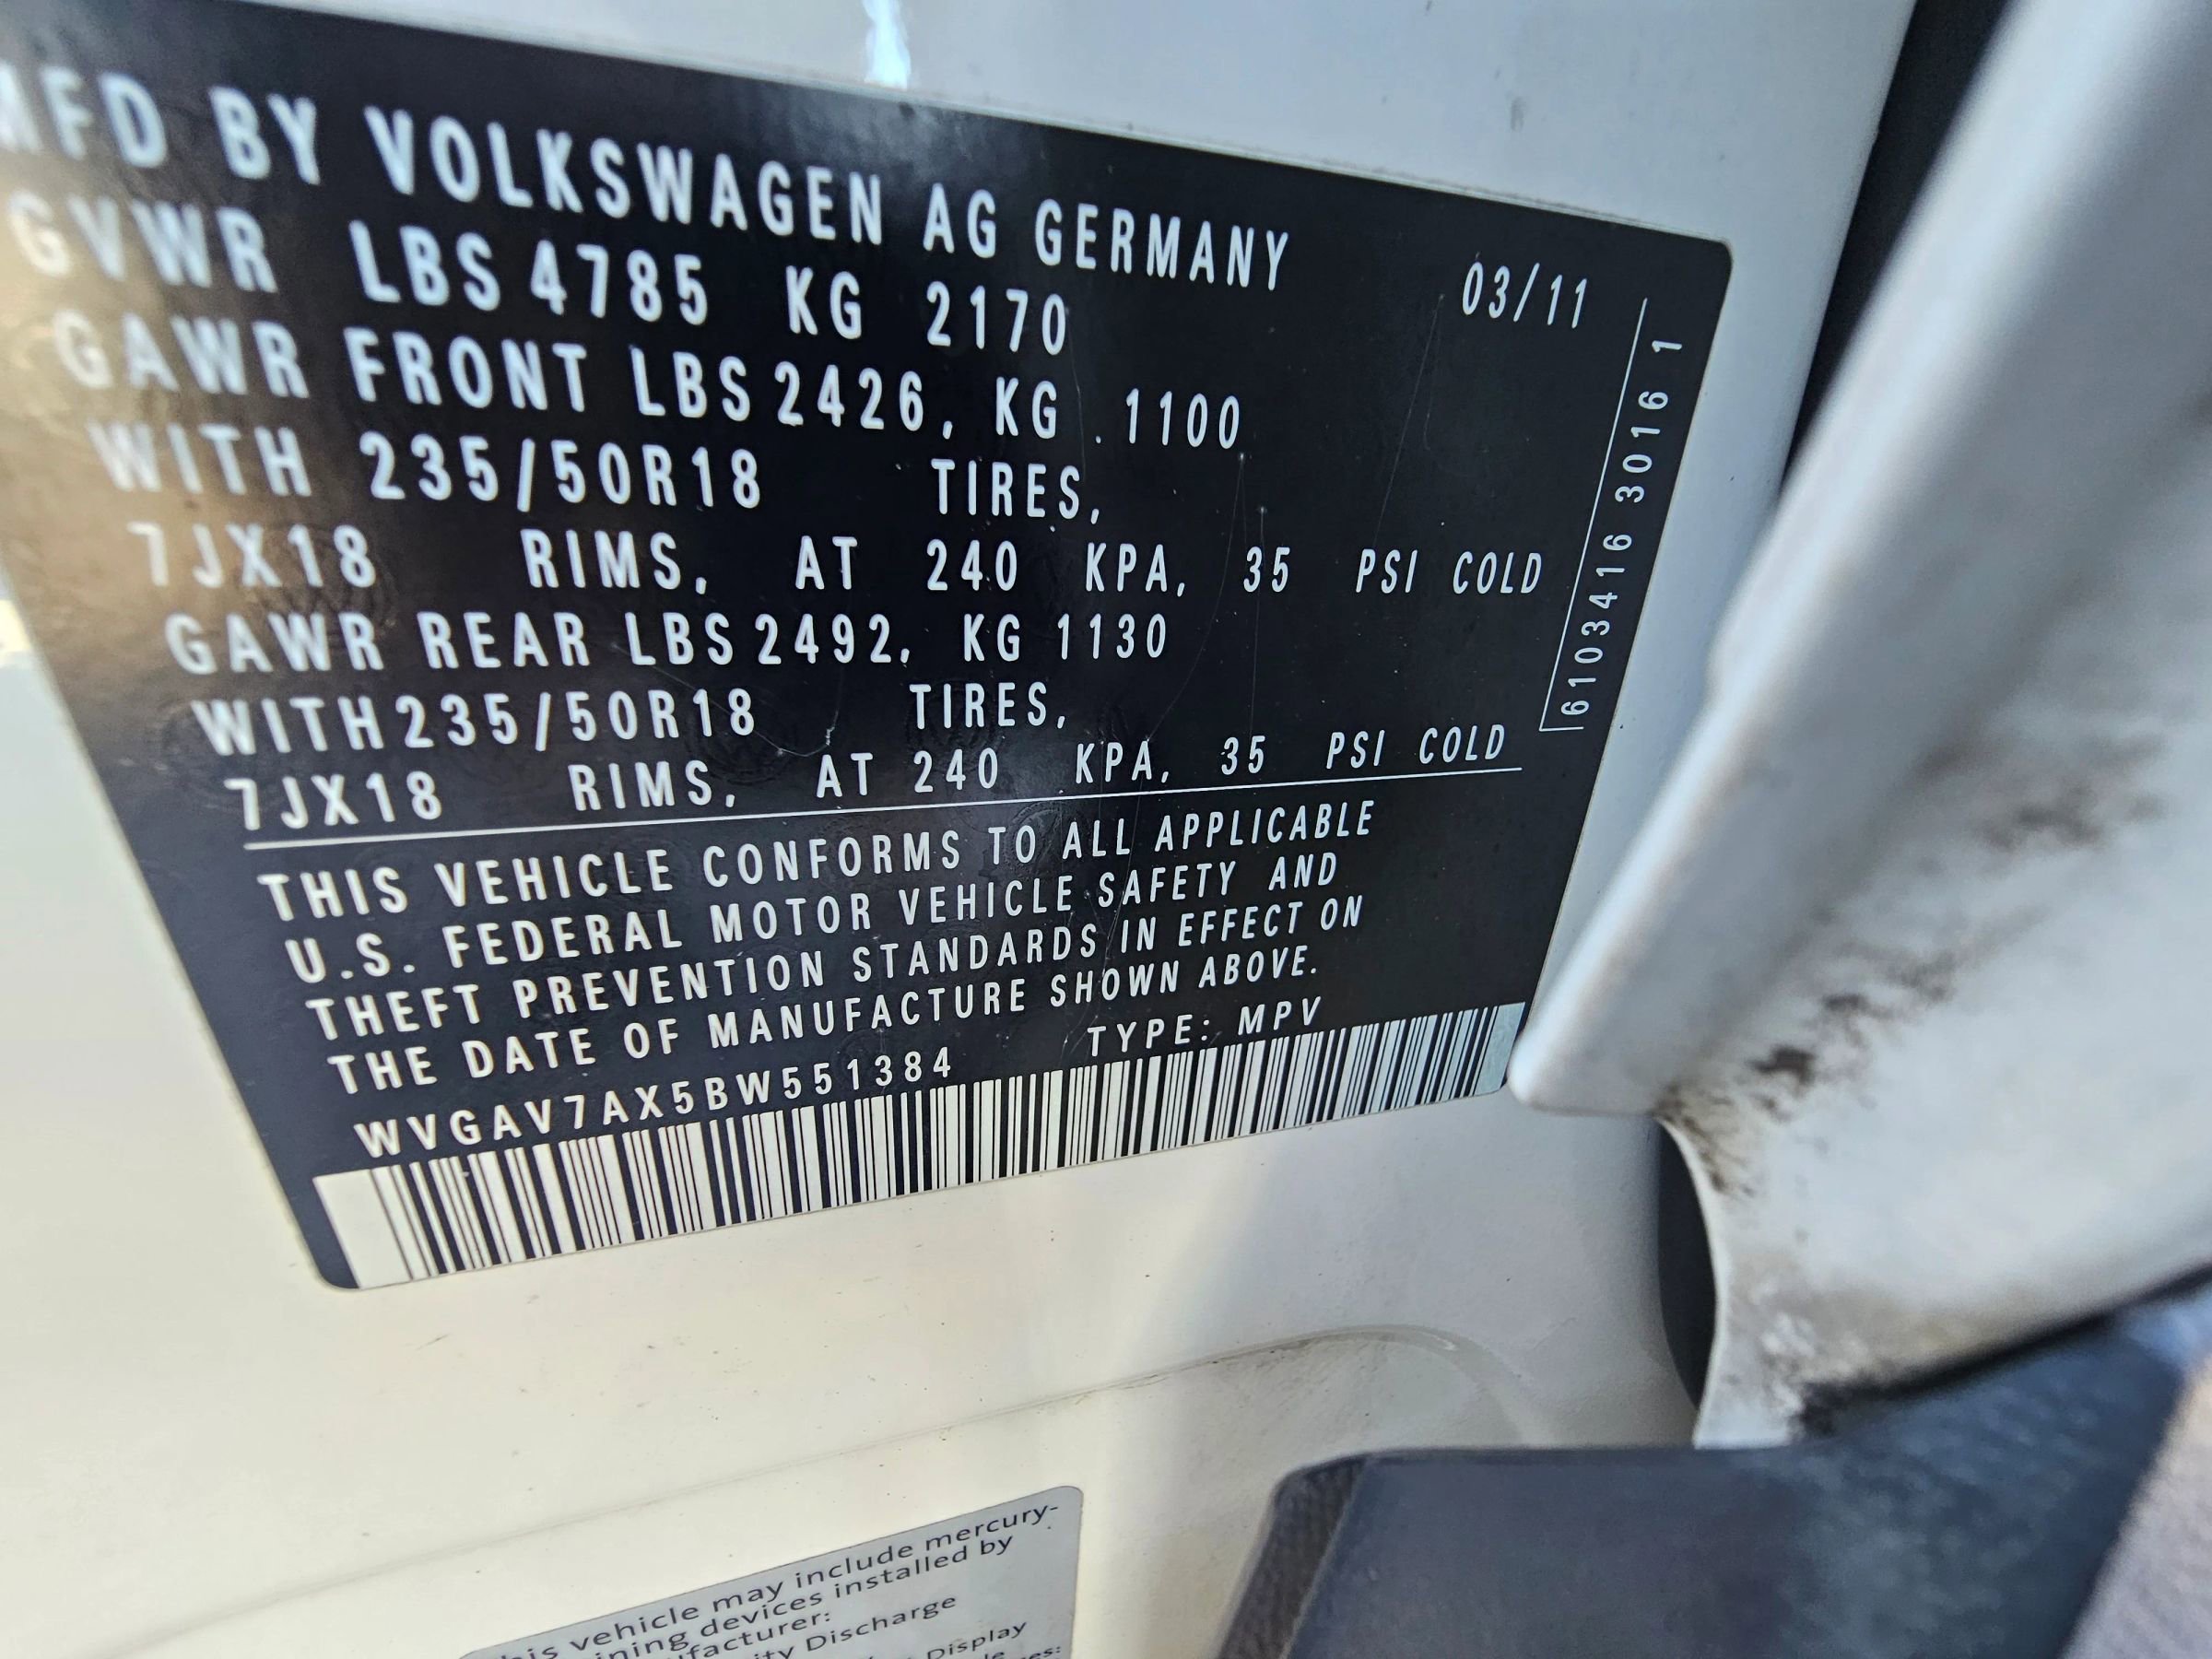 MFD BY VOLKSWAGEN AG GERMANY 03/11
GVWR LBS 4785 KG 2170
GAWR FRONT LBS 2426, KG 1100
WITH 235/50R18 TIRES,
7JX18 RIMS, AT 240 KPA, 35 PSI COLD
GAWR REAR LBS 2492, KG 1130
WITH 235/50R18 TIRES,
7JX18 RIMS, AT 240 KPA, 35 PSI COLD
6103416 3016 1
THIS VEHICLE CONFORMS TO ALL APPLICABLE
U.S. FEDERAL MOTOR VEHICLE SAFETY AND
THEFT PREVENTION STANDARDS IN EFFECT ON
THE DATE OF MANUFACTURE SHOWN ABOVE.
WVGAV7AX5BW551384 TYPE: MPV
vehicle may include mercury-
devices installed by
Discharge
Display